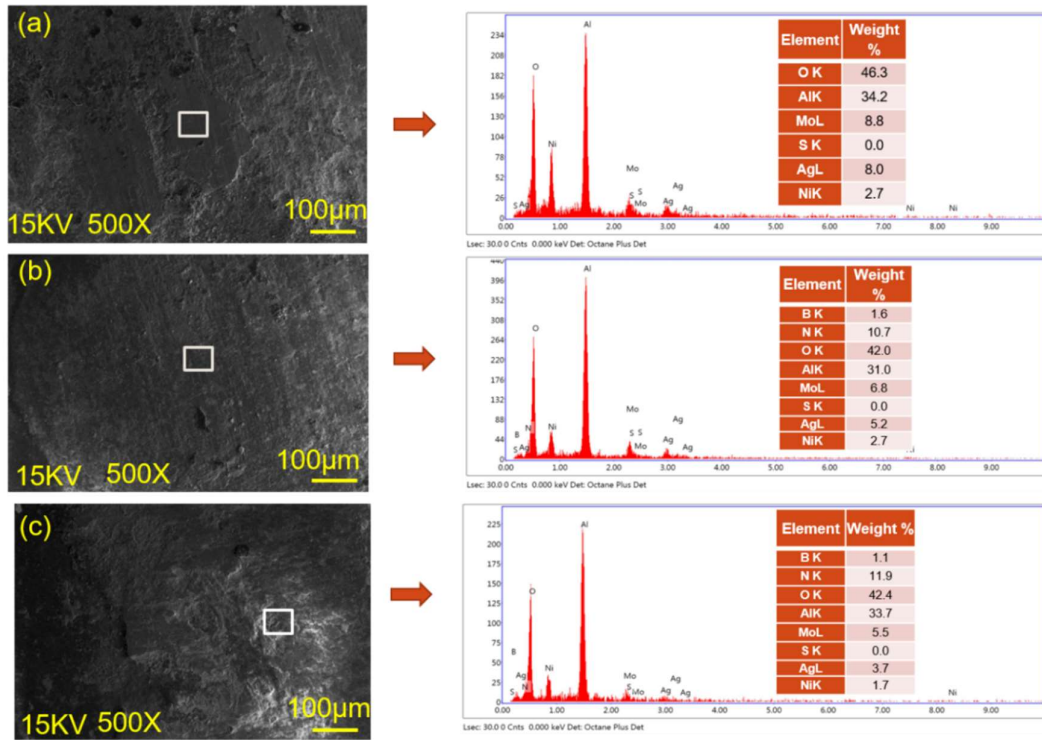 (a)
15KV 500X
100μm
234
208
182
156
130
104
78
52
26
0
Al
O
Ni
S
Ag
Mo
S
S
Mo
Ag
Ag
Ag
Ni
Ni
0.00 1.00 2.00 3.00 4.00 5.00 6.00 7.00 8.00 9.00
Lsec: 30.0 0 Cnts 0.000 keV Det: Octane Plus Det
Element Weight %
O K 46.3
AlK 34.2
MoL 8.8
S K 0.0
AgL 8.0
NiK 2.7
(b)
15KV 500X
100μm
440
396
352
308
264
220
176
132
88
44
0
Al
O
B
N
Ni
S
Ag
Mo
S
S
Mo
Ag
Ag
Ag
0.00 1.00 2.00 3.00 4.00 5.00 6.00 7.00 8.00 9.00
Lsec: 30.0 0 Cnts 0.000 keV Det: Octane Plus Det
Element Weight %
B K 1.6
N K 10.7
O K 42.0
AlK 31.0
MoL 6.8
S K 0.0
AgL 5.2
NiK 2.7
(c)
15KV 500X
100μm
225
200
175
150
125
100
75
50
25
0
Al
O
B
Ag
N
S
Ni
Mo
S
Mo
Ag
Ag
Ag
Ni
0.00 1.00 2.00 3.00 4.00 5.00 6.00 7.00 8.00 9.00
Lsec: 30.0 0 Cnts 0.000 keV Det: Octane Plus Det
Element Weight %
B K 1.1
N K 11.9
O K 42.4
AlK 33.7
MoL 5.5
S K 0.0
AgL 3.7
NiK 1.7